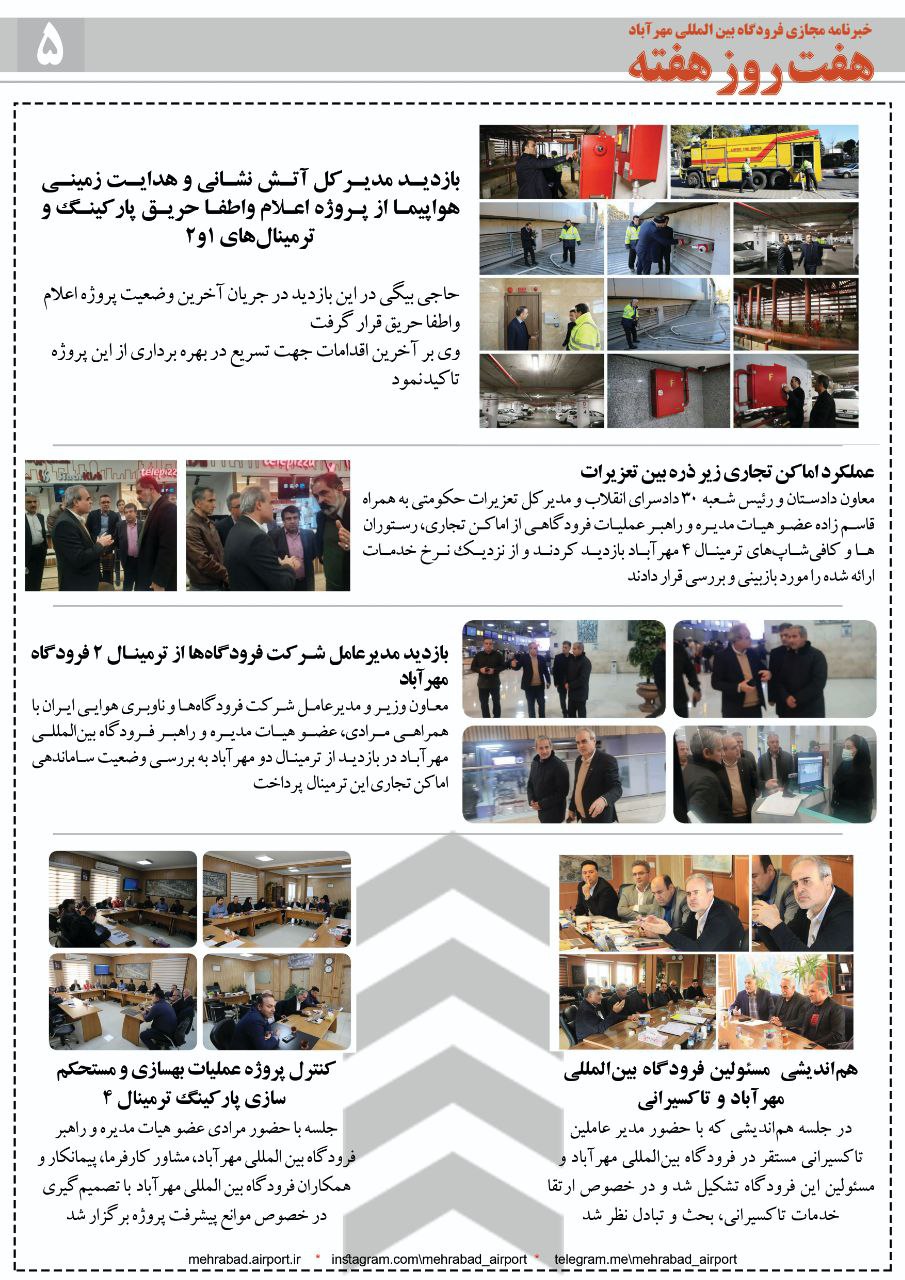 خبرنامه مجازی فرودگاه بین المللی مهرآباد
هفت روز هفته
۵
بازدید مدیرکل آتش نشانی و هدایت زمینی
هواپیما از پروژه اعلام واطفا حریق پارکینگ و
ترمینال‌های ۱و۲
حاجی بیگی در این بازدید در جریان آخرین وضعیت پروژه اعلام
واطفا حریق قرار گرفت
وی بر آخرین اقدامات جهت تسریع در بهره برداری از این پروژه
تاکیدنمود
عملکرد اماکن تجاری زیر ذره بین تعزیرات
معاون دادستان و رئیس شعبه ۳۰ دادسرای انقلاب و مدیرکل تعزیرات حکومتی به همراه
قاسم زاده عضو هیات مدیره و راهبر عملیات فرودگاهی از اماکن تجاری، رستوران
ها و کافی‌شاپ‌های ترمینال ۴ مهرآباد بازدید کردند و از نزدیک نرخ خدمات
ارائه شده را مورد بازبینی و بررسی قرار دادند
telepizza
بازدید مدیرعامل شرکت فرودگاه‌ها از ترمینال ۲ فرودگاه
مهرآباد
معاون وزیر و مدیرعامل شرکت فرودگاه‌ها و ناوبری هوایی ایران با
همراهی مرادی، عضو هیات مدیره و راهبر فرودگاه بین‌المللی
مهرآباد در بازدید از ترمینال دو مهرآباد به بررسی وضعیت ساماندهی
اماکن تجاری این ترمینال پرداخت
هم‌اندیشی مسئولین فرودگاه بین‌المللی
مهرآباد و تاکسیرانی
در جلسه هم‌اندیشی که با حضور مدیر عاملین
تاکسیرانی مستقر در فرودگاه بین‌المللی مهرآباد و
مسئولین این فرودگاه تشکیل شد و در خصوص ارتقا
خدمات تاکسیرانی، بحث و تبادل نظر شد
کنترل پروژه عملیات بهسازی و مستحکم
سازی پارکینگ ترمینال ۴
جلسه با حضور مرادی عضو هیات مدیره و راهبر
فرودگاه بین المللی مهرآباد، مشاور کارفرما، پیمانکار و
همکاران فرودگاه بین المللی مهرآباد با تصمیم‌گیری
در خصوص موانع پیشرفت پروژه برگزار شد
mehrabad.airport.ir * instagram.com\mehrabad_airport * telegram.me\mehrabad_airport